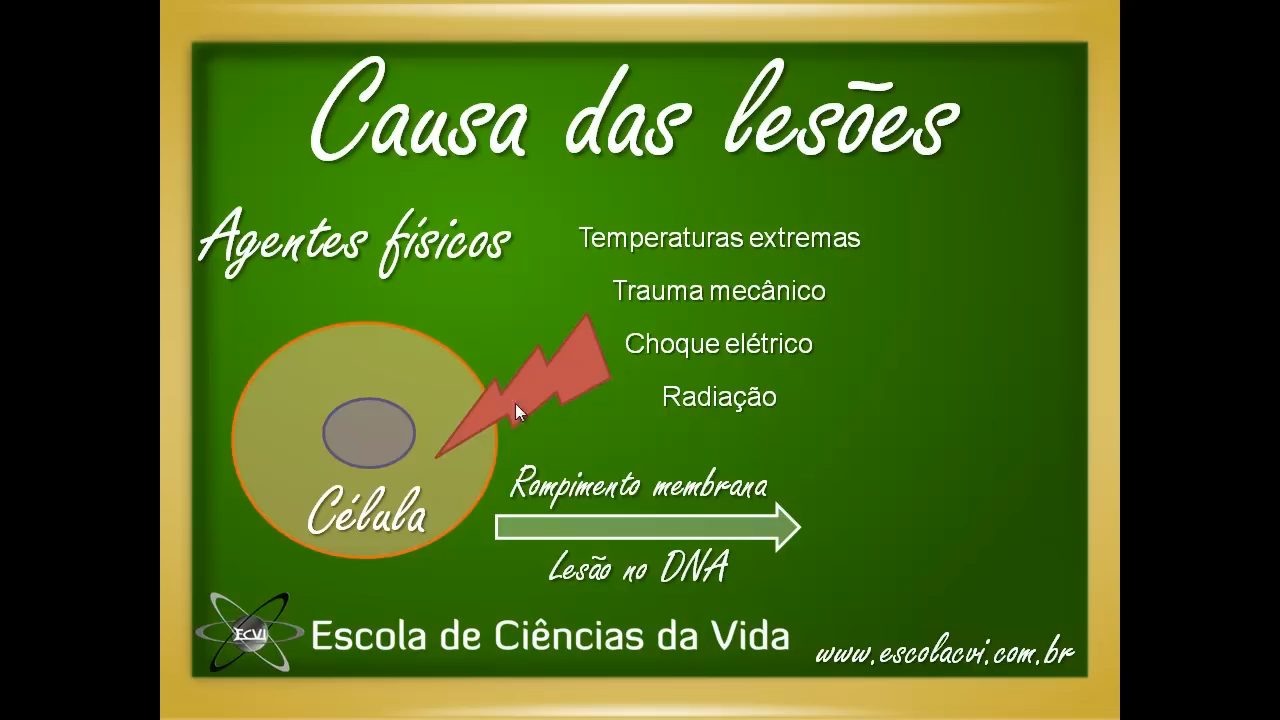 Causa das lesões
Agentes físicos
Temperaturas extremas
Trauma mecânico
Choque elétrico
Radiação
Célula
Rompimento membrana
Lesão no DNA
EcVI
Escola de Ciências da Vida
www.escolacvi.com.br